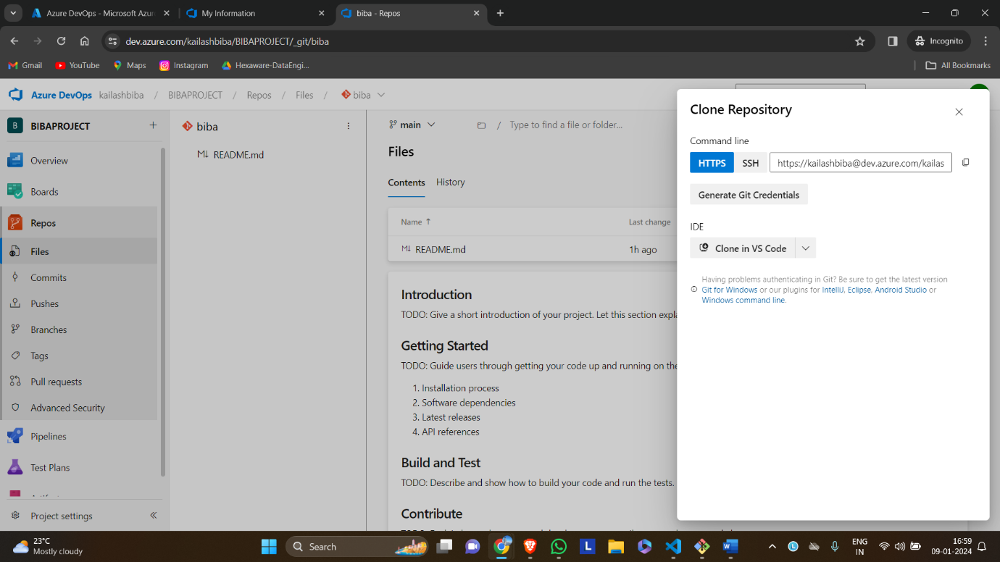 Azure DevOps - Microsoft Azur
My Information
biba - Repos
dev.azure.com/kailashbiba/BIBAPROJECT/_git/biba
Incognito
Gmail
YouTube
Maps
Instagram
Hexaware-DataEngi...
All Bookmarks
Azure DevOps kailashbiba / BIBAPROJECT / Repos / Files / biba
B BIBAPROJECT
Overview
Boards
Repos
Files
Commits
Pushes
Branches
Tags
Pull requests
Advanced Security
Pipelines
Test Plans
Project settings
biba
README.md
main
/ Type to find a file or folder...
Files
Contents History
Name ↑ Last change
README.md 1h ago
Introduction
TODO: Give a short introduction of your project. Let this section expla
Getting Started
TODO: Guide users through getting your code up and running on the
1. Installation process
2. Software dependencies
3. Latest releases
4. API references
Build and Test
TODO: Describe and show how to build your code and run the tests.
Contribute
Clone Repository
Command line
HTTPS SSH https://kailashbiba@dev.azure.com/kailas
Generate Git Credentials
IDE
Clone in VS Code
Having problems authenticating in Git? Be sure to get the latest version
Git for Windows or our plugins for IntelliJ, Eclipse, Android Studio or
Windows command line.
23°C
Mostly cloudy
Search
ENG
IN
16:59
09-01-2024